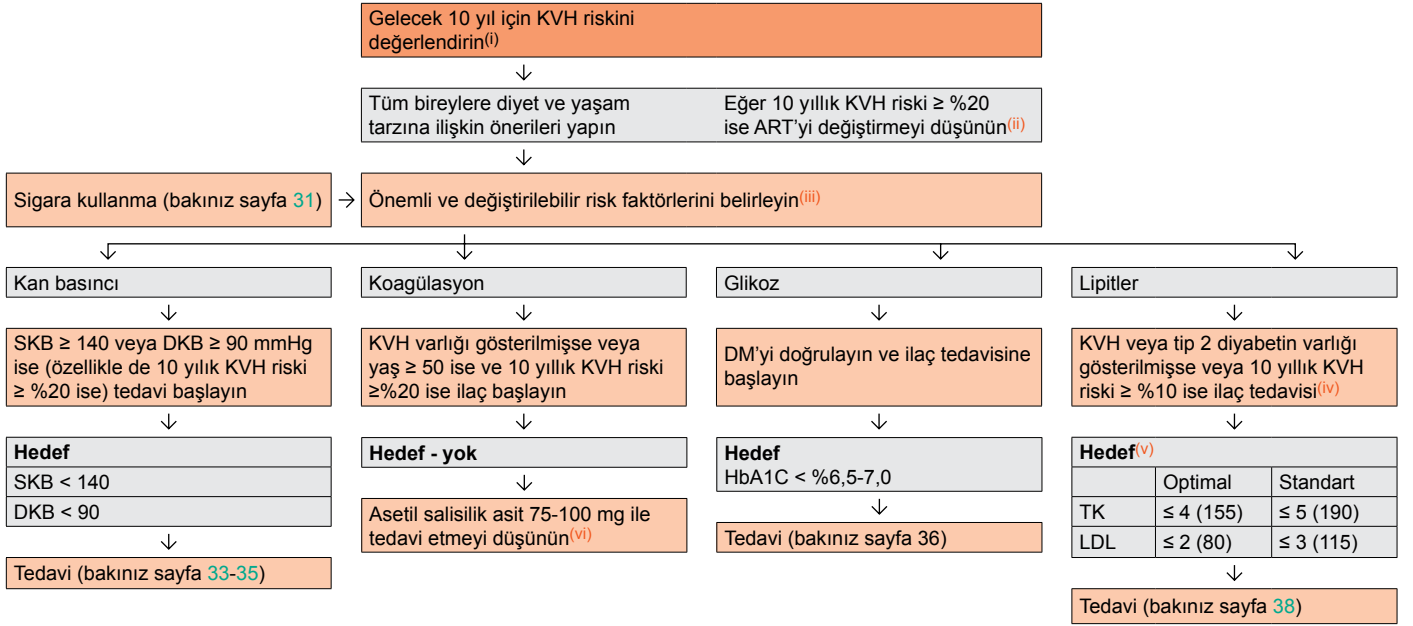 Gelecek 10 yıl için KVH riskini
değerlendirin(i)
Tüm bireylere diyet ve yaşam
tarzına ilişkin önerileri yapın
Eğer 10 yıllık KVH riski ≥ %20
ise ART’yi değiştirmeyi düşünün(ii)
Sigara kullanma (bakınız sayfa 31)
Önemli ve değiştirilebilir risk faktörlerini belirleyin(iii)
Kan basıncı
SKB ≥ 140 veya DKB ≥ 90 mmHg
ise (özellikle de 10 yılık KVH riski
≥ %20 ise) tedavi başlayın
Hedef
SKB < 140
DKB < 90
Tedavi (bakınız sayfa 33-35)
Koagülasyon
KVH varlığı gösterilmişse veya
yaş ≥ 50 ise ve 10 yıllık KVH riski
≥%20 ise ilaç başlayın
Hedef - yok
Asetil salisilik asit 75-100 mg ile
tedavi etmeyi düşünün(vi)
Glikoz
DM’yi doğrulayın ve ilaç tedavisine
başlayın
Hedef
HbA1C < %6,5-7,0
Tedavi (bakınız sayfa 36)
Lipitler
KVH veya tip 2 diyabetin varlığı
gösterilmişse veya 10 yıllık KVH
riski ≥ %10 ise ilaç tedavisi(iv)
Hedef(v)
Optimal Standart
TK ≤ 4 (155) ≤ 5 (190)
LDL ≤ 2 (80) ≤ 3 (115)
Tedavi (bakınız sayfa 38)